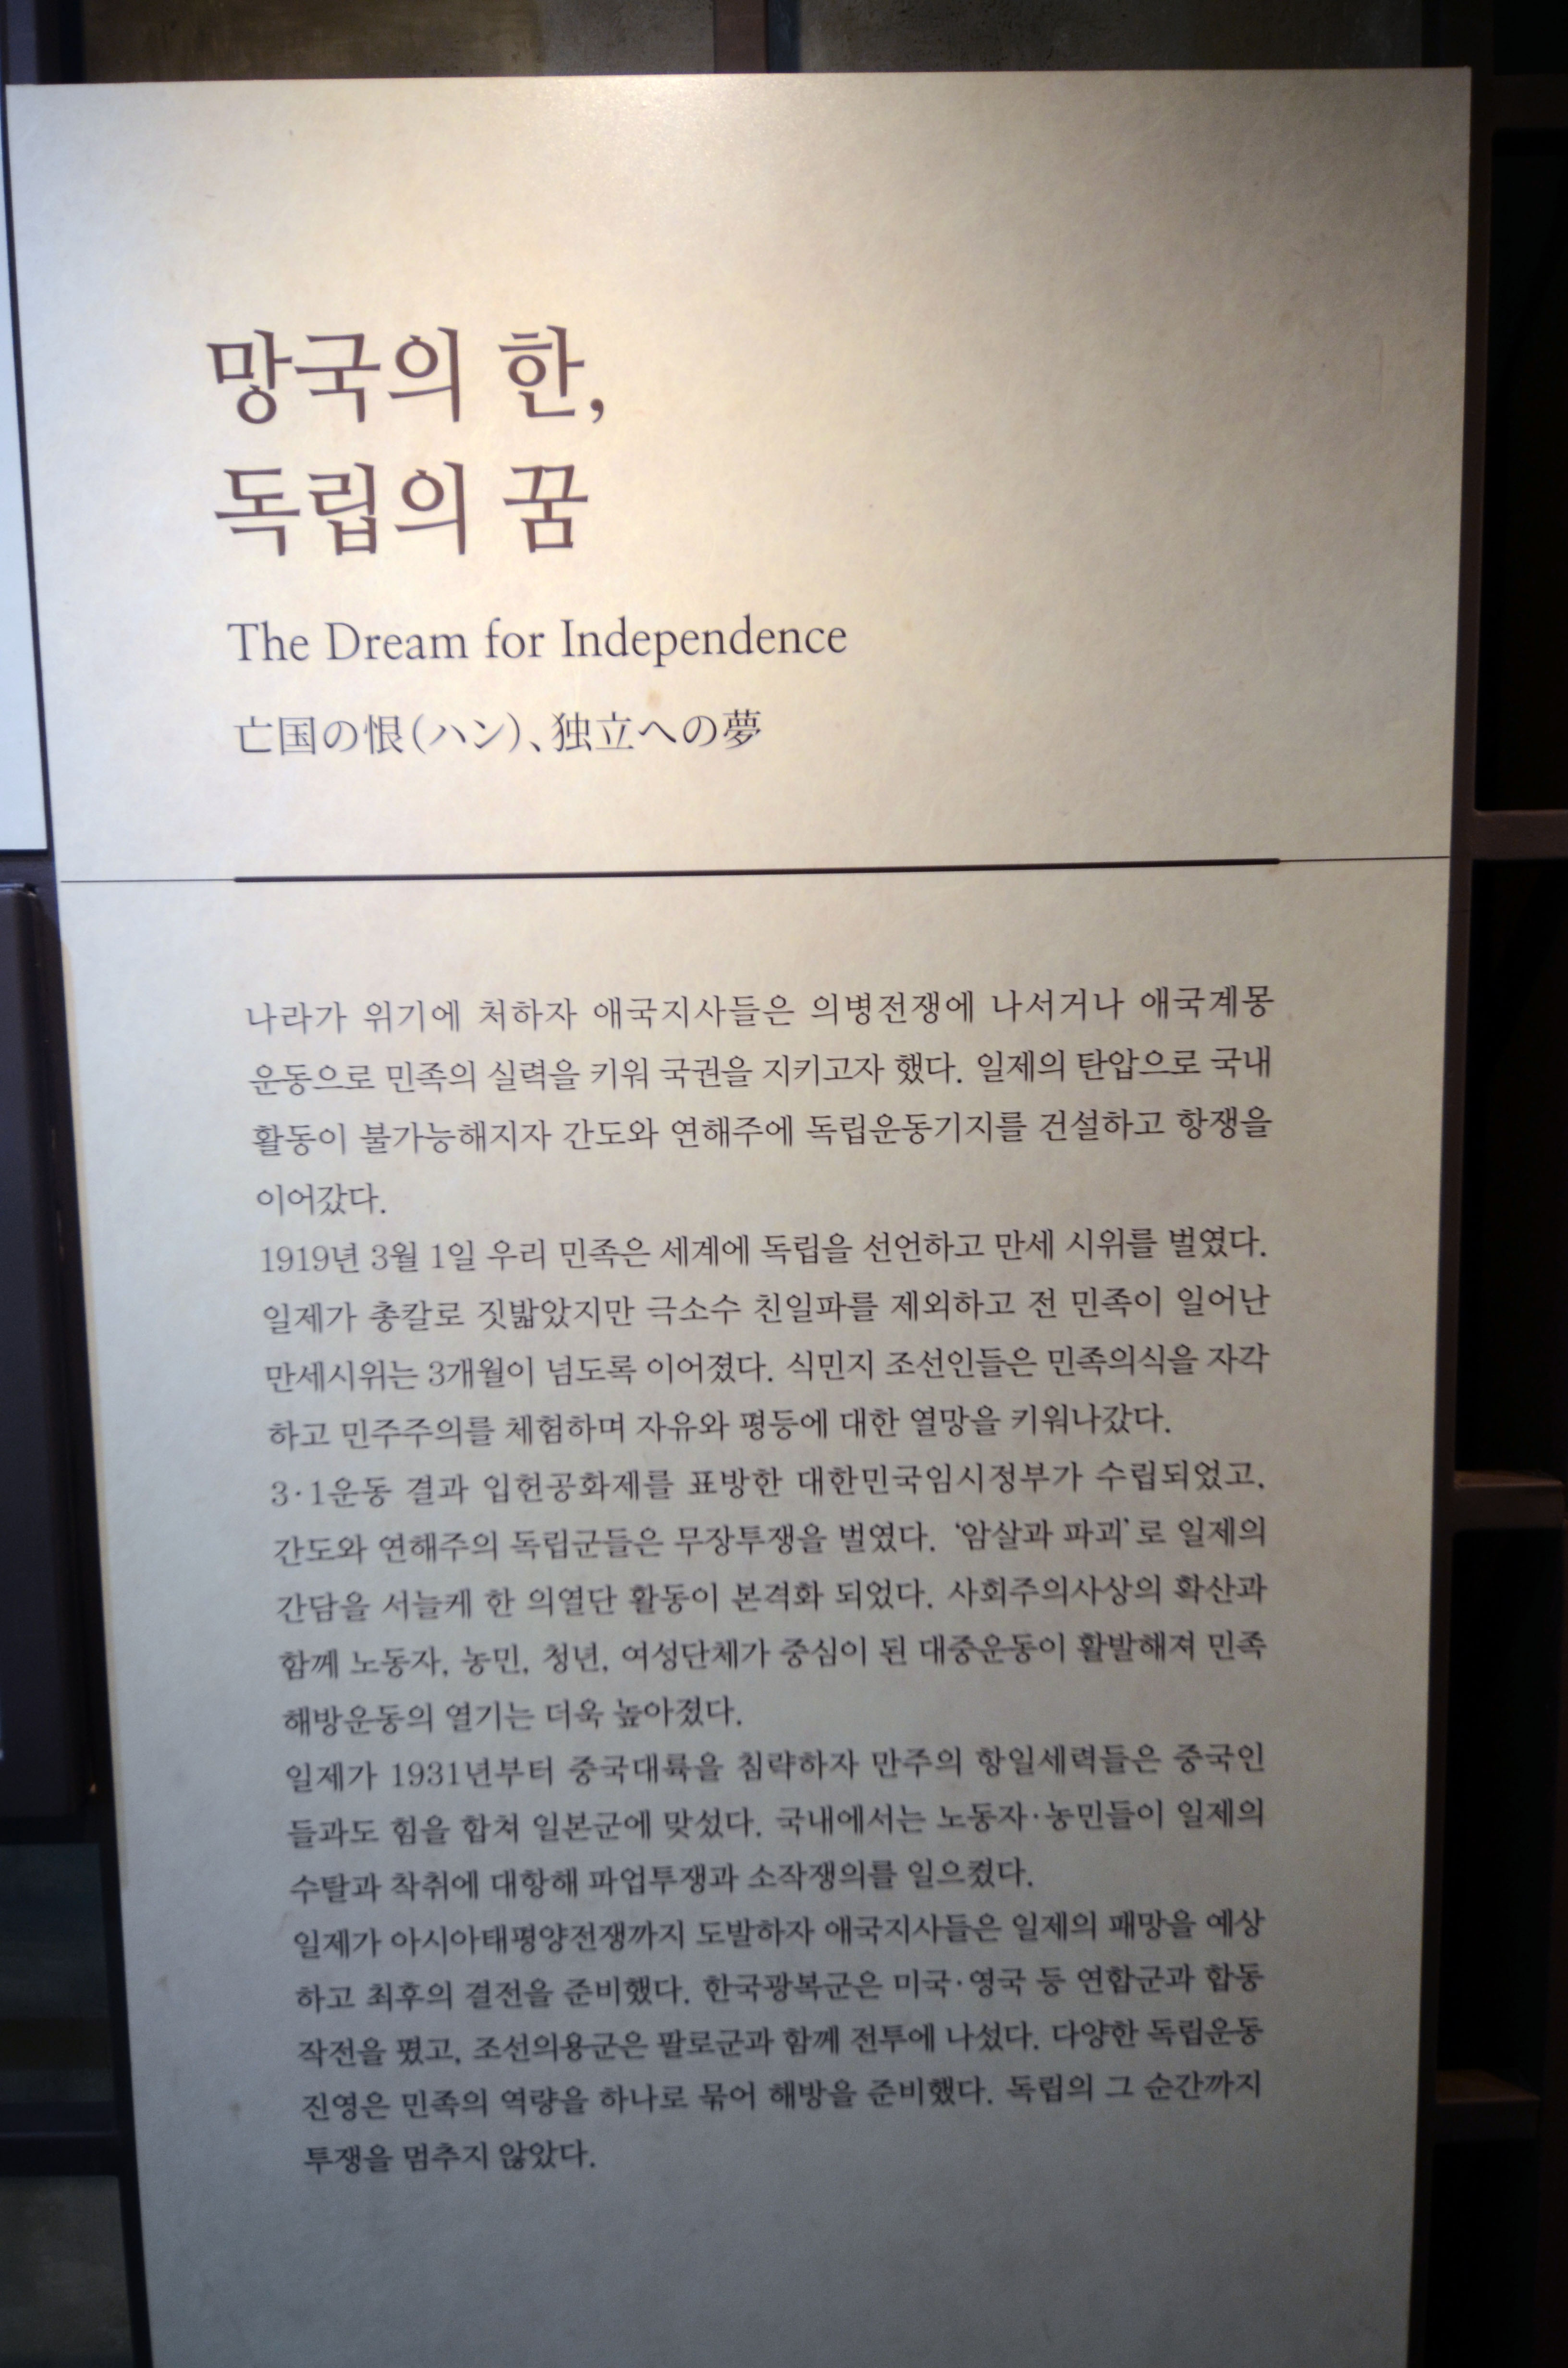 망국의 한,
독립의 꿈
The Dream for Independence
亡国の恨(ハン)、独立への夢
나라가 위기에 처하자 애국지사들은 의병전쟁에 나서거나 애국계몽
운동으로 민족의 실력을 키워 국권을 지키고자 했다. 일제의 탄압으로 국내
활동이 불가능해지자 간도와 연해주에 독립운동기지를 건설하고 항쟁을
이어갔다.
1919년 3월 1일 우리 민족은 세계에 독립을 선언하고 만세 시위를 벌였다.
일제가 총칼로 짓밟았지만 극소수 친일파를 제외하고 전 민족이 일어난
만세시위는 3개월이 넘도록 이어졌다. 식민지 조선인들은 민족의식을 자각
하고 민주주의를 체험하며 자유와 평등에 대한 열망을 키워나갔다.
3·1운동 결과 입헌공화제를 표방한 대한민국임시정부가 수립되었고,
간도와 연해주의 독립군들은 무장투쟁을 벌였다. ‘암살과 파괴’로 일제의
간담을 서늘케 한 의열단 활동이 본격화 되었다. 사회주의사상의 확산과
함께 노동자, 농민, 청년, 여성단체가 중심이 된 대중운동이 활발해져 민족
해방운동의 열기는 더욱 높아졌다.
일제가 1931년부터 중국대륙을 침략하자 만주의 항일세력들은 중국인
들과도 힘을 합쳐 일본군에 맞섰다. 국내에서는 노동자·농민들이 일제의
수탈과 착취에 대항해 파업투쟁과 소작쟁의를 일으켰다.
일제가 아시아태평양전쟁까지 도발하자 애국지사들은 일제의 패망을 예상
하고 최후의 결전을 준비했다. 한국광복군은 미국·영국 등 연합군과 합동
작전을 폈고, 조선의용군은 팔로군과 함께 전투에 나섰다. 다양한 독립운동
진영은 민족의 역량을 하나로 묶어 해방을 준비했다. 독립의 그 순간까지
투쟁을 멈추지 않았다.